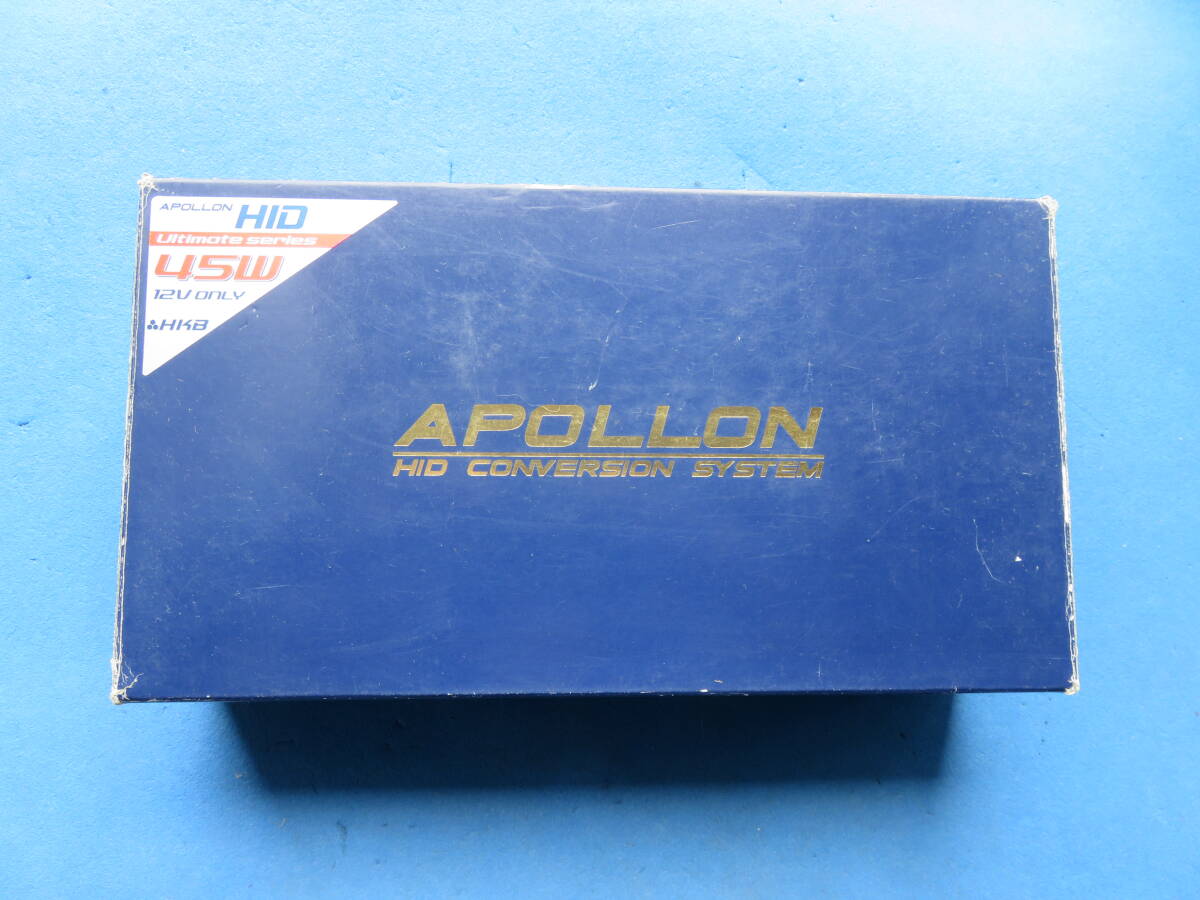 APOLLON HID
Ultimate series
45W
12V ONLY
HKB
APOLLON
HID CONVERSION SYSTEM